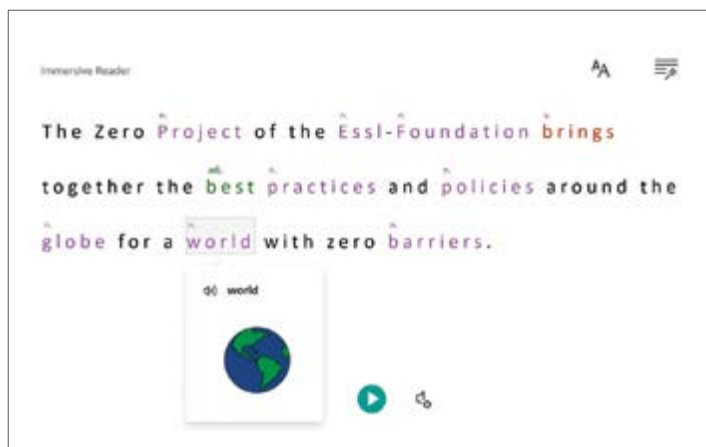 Immersive Reader
AA
The Zero Project of the Essl-Foundation brings
together the best practices and policies around the
globe for a world with zero barriers.
world